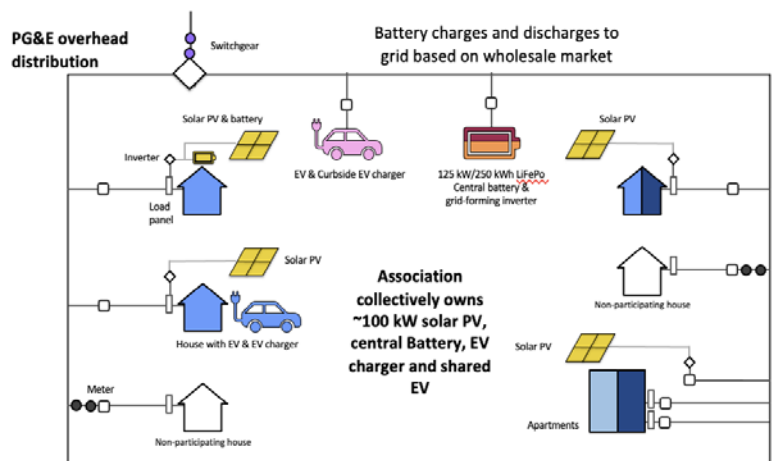 PG&E overhead
distribution
Switchgear
Battery charges and discharges to
grid based on wholesale market
Solar PV & battery
Inverter
Load
panel
EV & Curbside EV charger
125 kW/250 kWh LiFePo
Central battery &
grid-forming inverter
Solar PV
Solar PV
House with EV & EV charger
Association
collectively owns
~100 kW solar PV,
central Battery, EV
charger and shared
EV
Non-participating house
Solar PV
Apartments
Meter
Non-participating house